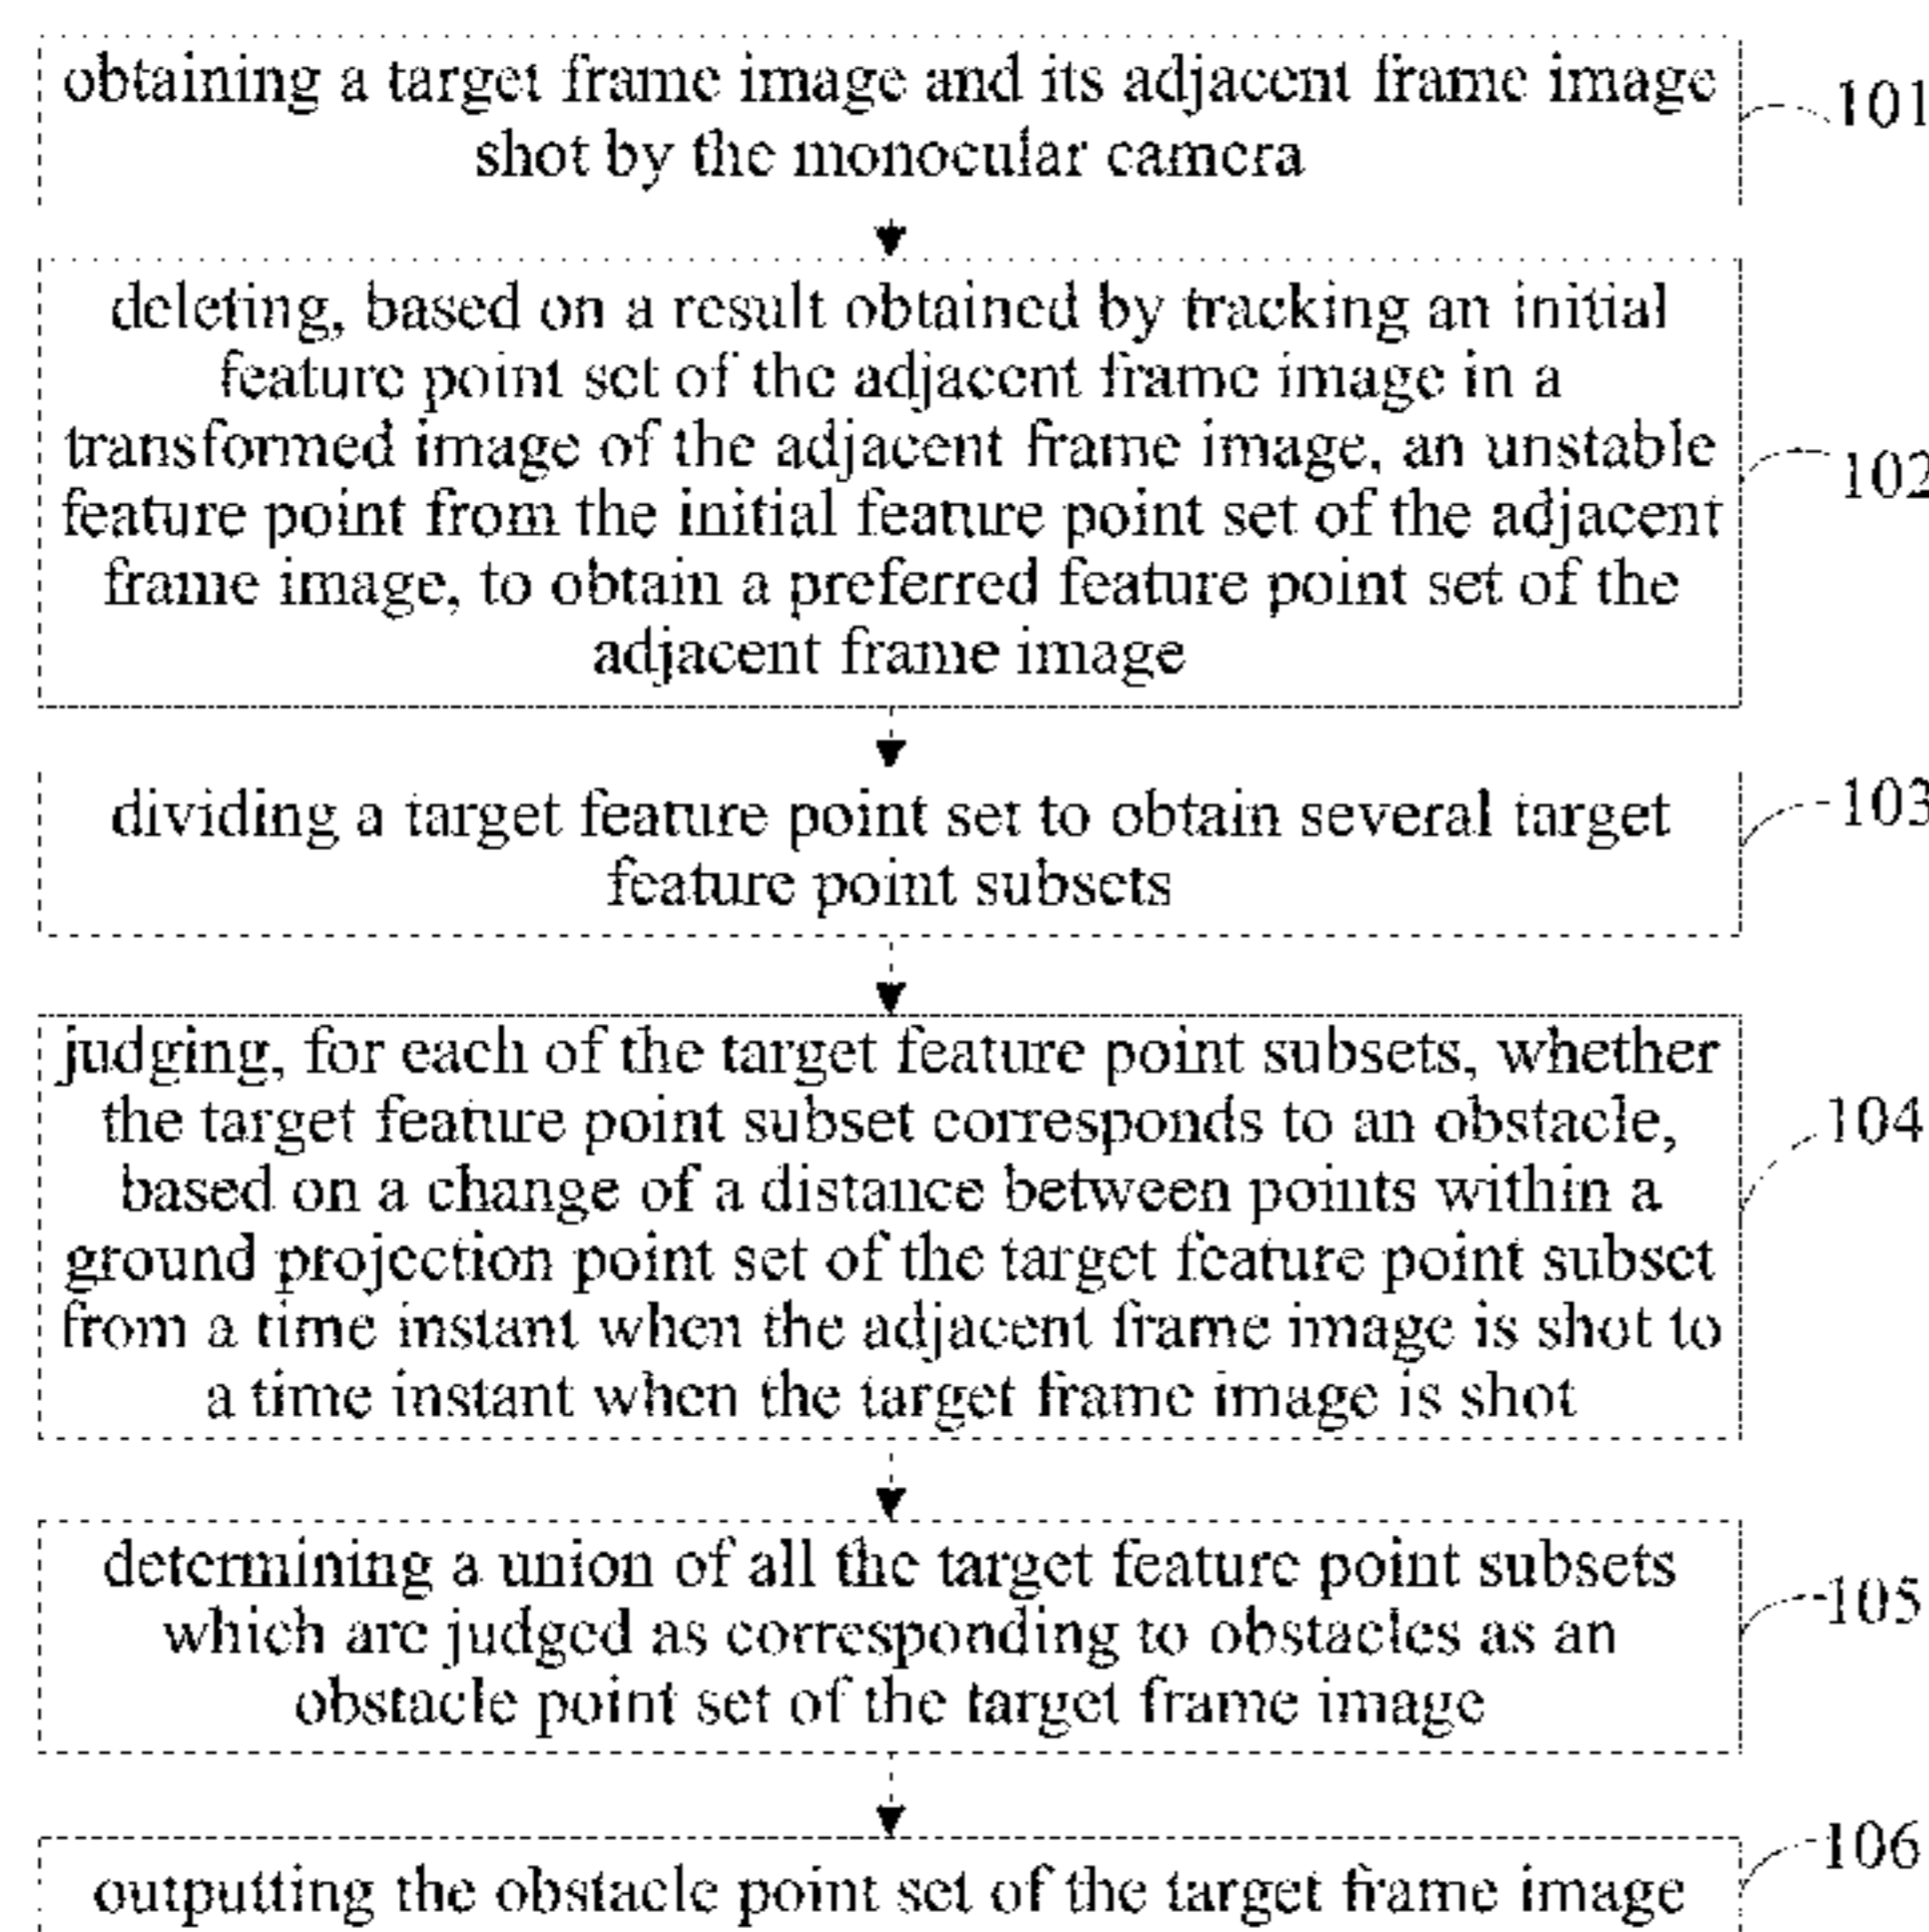 obtaining a target frame image and its adjacent frame image
shot by the monocular camera
101
deleting, based on a result obtained by tracking an initial
feature point set of the adjacent frame image in a
transformed image of the adjacent frame image, an unstable
feature point from the initial feature point set of the adjacent
frame image, to obtain a preferred feature point set of the
adjacent frame image
102
dividing a target feature point set to obtain several target
feature point subsets
103
judging, for each of the target feature point subsets, whether
the target feature point subset corresponds to an obstacle,
based on a change of a distance between points within a
ground projection point set of the target feature point subset
from a time instant when the adjacent frame image is shot to
a time instant when the target frame image is shot
104
determining a union of all the target feature point subsets
which are judged as corresponding to obstacles as an
obstacle point set of the target frame image
105
outputting the obstacle point set of the target frame image
106